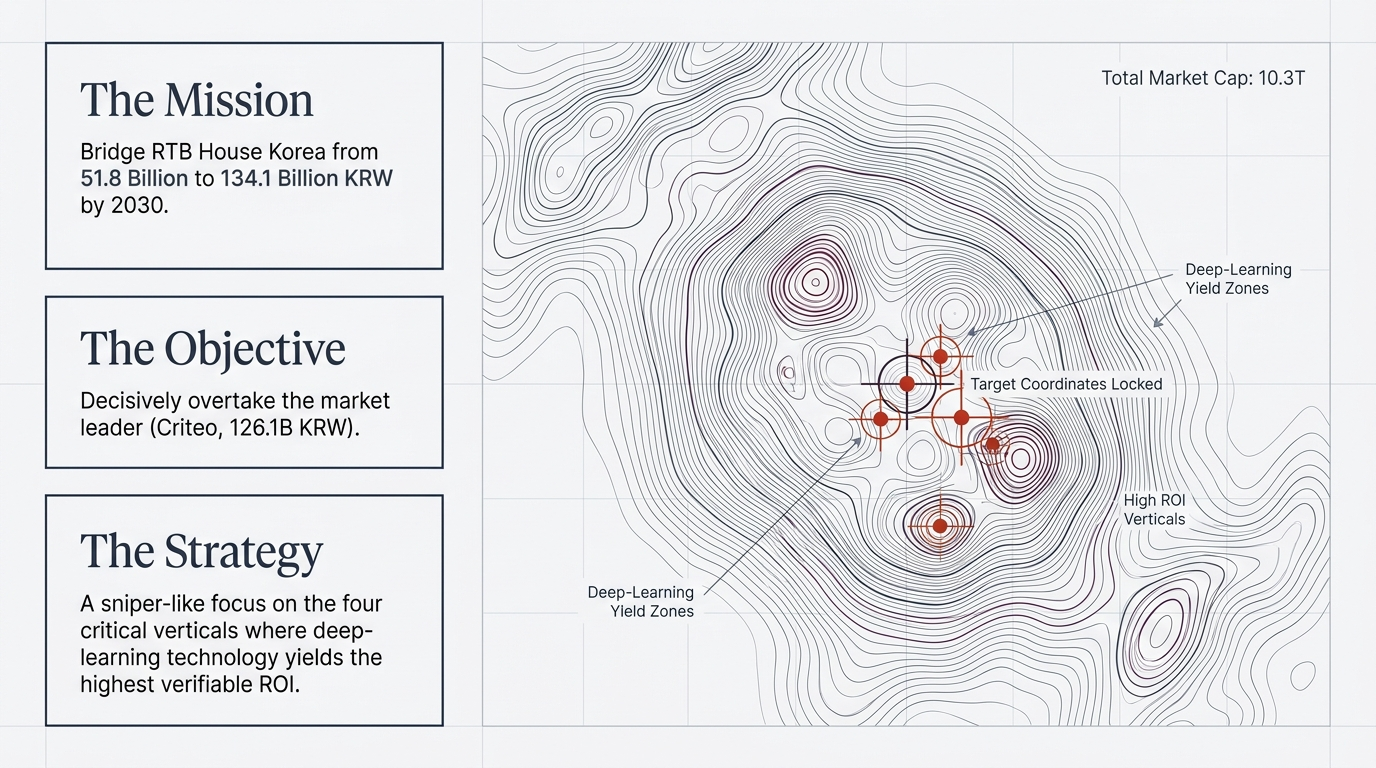 The Mission
Bridge RTB House Korea from
51.8 Billion to 134.1 Billion KRW
by 2030.
The Objective
Decisively overtake the market
leader (Criteo, 126.1B KRW).
The Strategy
A sniper-like focus on the four
critical verticals where deep-
learning technology yields the
highest verifiable ROI.
Total Market Cap: 10.3T
Deep-Learning
Yield Zones
Target Coordinates Locked
High ROI
Verticals
Deep-Learning
Yield Zones